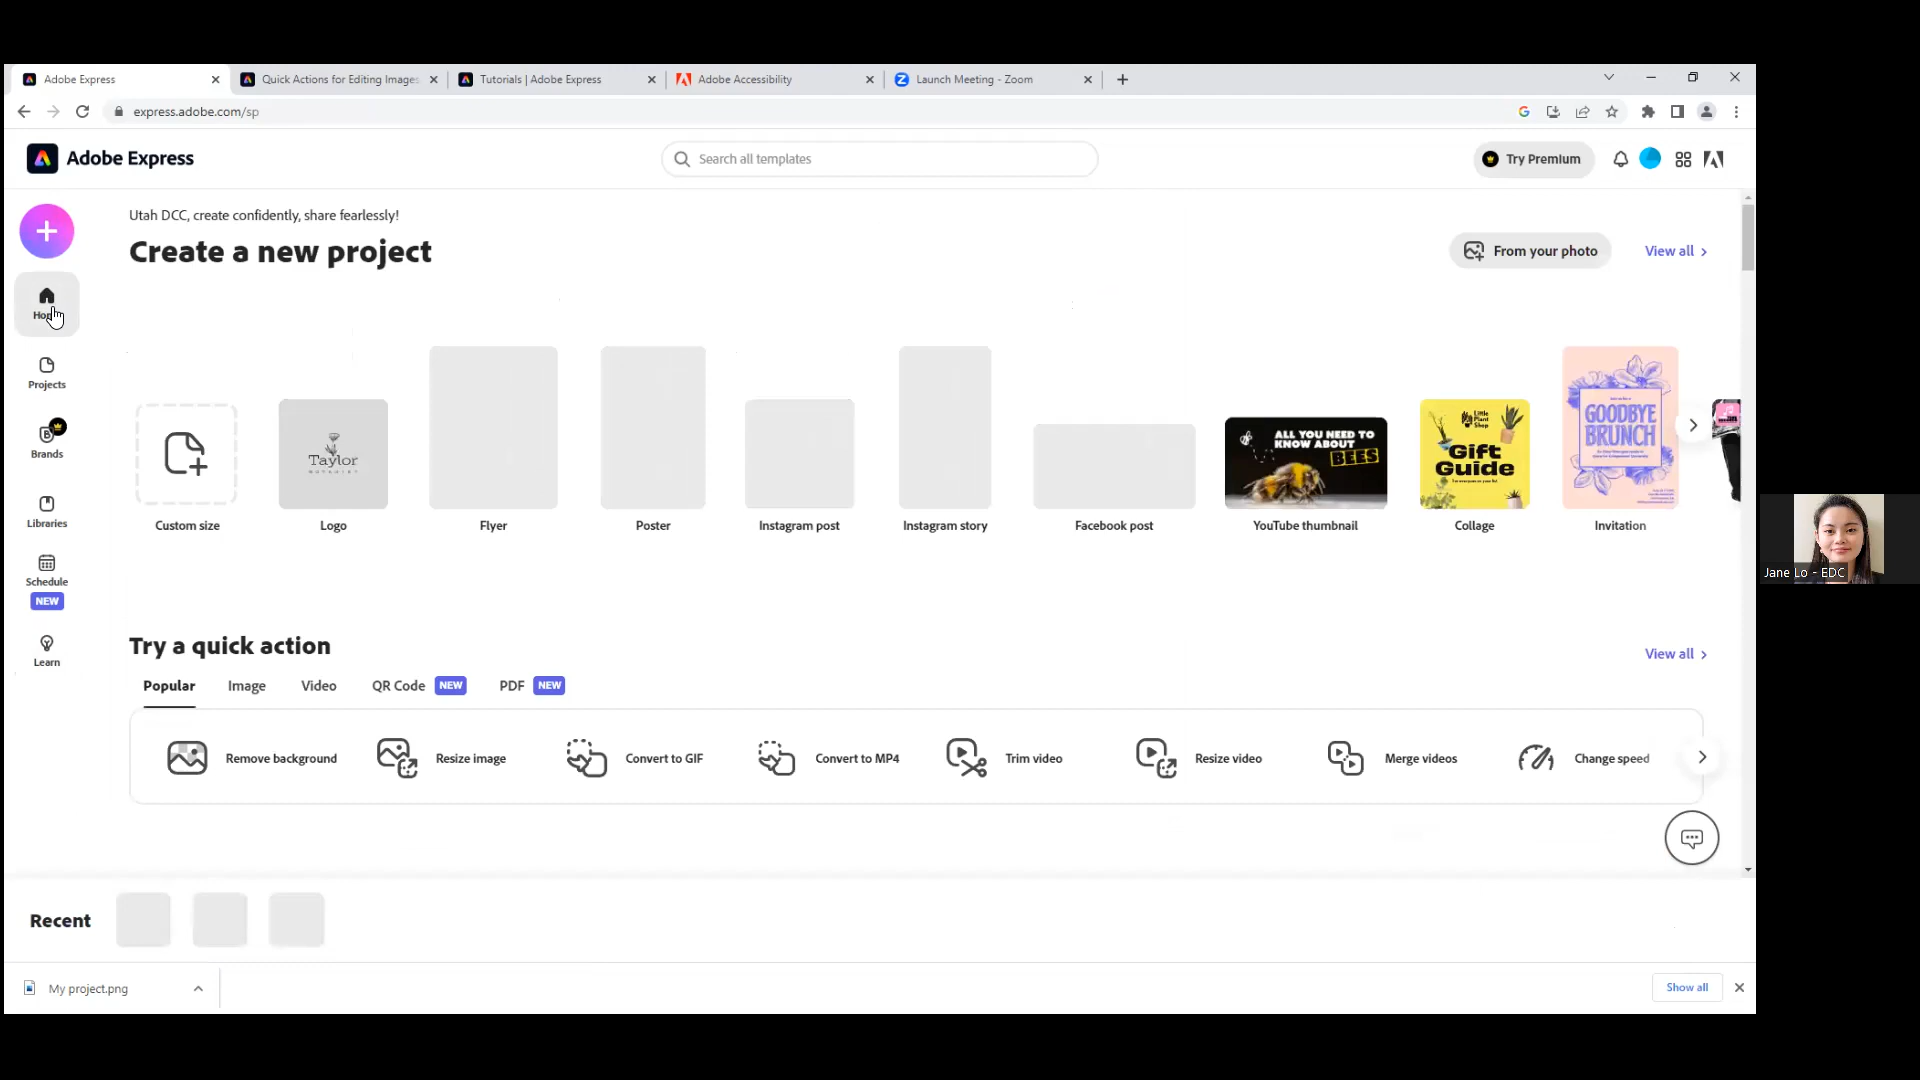 Adobe Express
Quick Actions for Editing Images
Tutorials | Adobe Express
Adobe Accessibility
Launch Meeting - Zoom
express.adobe.com/sp
Adobe Express
Search all templates
Try Premium
Utah DCC, create confidently, share fearlessly!
Create a new project
From your photo
View all
Projects
Brands
Libraries
Schedule
NEW
Learn
Taylor
ALL YOU NEED TO
KNOW ABOUT
BEES
Little
Plant
Shop
Gift
Guide
GOODBYE
BRUNCH
Custom size
Logo
Flyer
Poster
Instagram post
Instagram story
Facebook post
YouTube thumbnail
Collage
Invitation
Jane Lo - EDC
Try a quick action
View all
Popular
Image
Video
QR Code NEW
PDF NEW
Remove background
Resize image
Convert to GIF
Convert to MP4
Trim video
Resize video
Merge videos
Change speed
Recent
My project.png
Show all